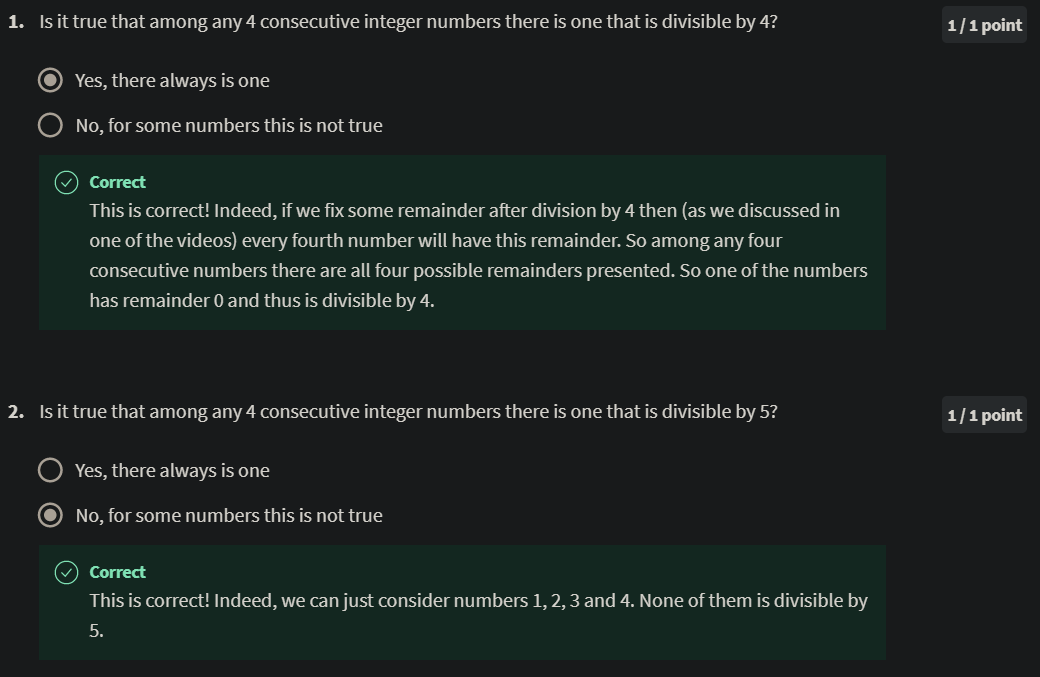 1. Is it true that among any 4 consecutive integer numbers there is one that is divisible by 4?
1 / 1 point
Yes, there always is one
No, for some numbers this is not true
Correct
This is correct! Indeed, if we fix some remainder after division by 4 then (as we discussed in
one of the videos) every fourth number will have this remainder. So among any four
consecutive numbers there are all four possible remainders presented. So one of the numbers
has remainder 0 and thus is divisible by 4.
2. Is it true that among any 4 consecutive integer numbers there is one that is divisible by 5?
1 / 1 point
Yes, there always is one
No, for some numbers this is not true
Correct
This is correct! Indeed, we can just consider numbers 1, 2, 3 and 4. None of them is divisible by
5.